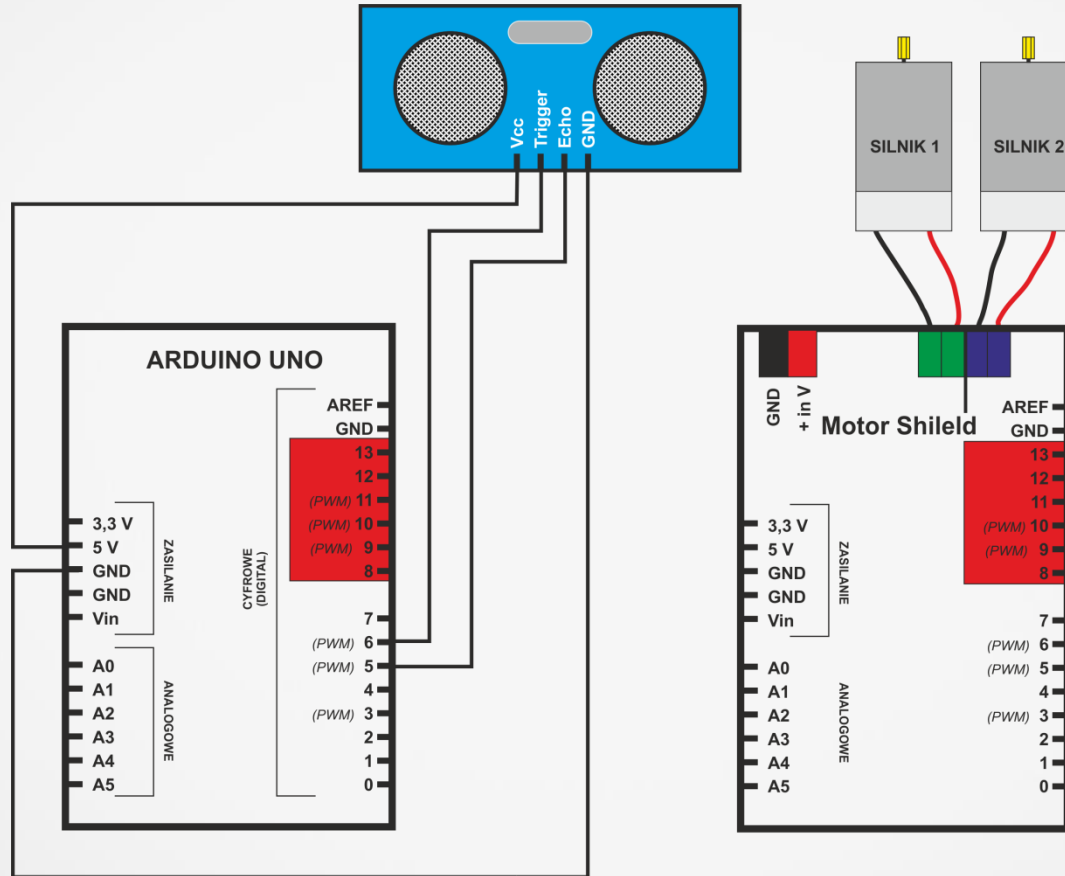 Vcc
Trigger
Echo
GND
SILNIK 1
SILNIK 2
ARDUINO UNO
AREF
GND
13
12
(PWM) 11
(PWM) 10
(PWM) 9
8
7
(PWM) 6
(PWM) 5
4
(PWM) 3
2
1
0
CYFROWE
(DIGITAL)
3,3 V
5 V
GND
GND
Vin
ZASILANIE
A0
A1
A2
A3
A4
A5
ANALOGOWE
GND
+ in V
Motor Shileld
AREF
GND
13
12
11
(PWM) 10
(PWM) 9
8
7
(PWM) 6
(PWM) 5
4
(PWM) 3
2
1
0
3,3 V
5 V
GND
GND
Vin
ZASILANIE
A0
A1
A2
A3
A4
A5
ANALOGOWE